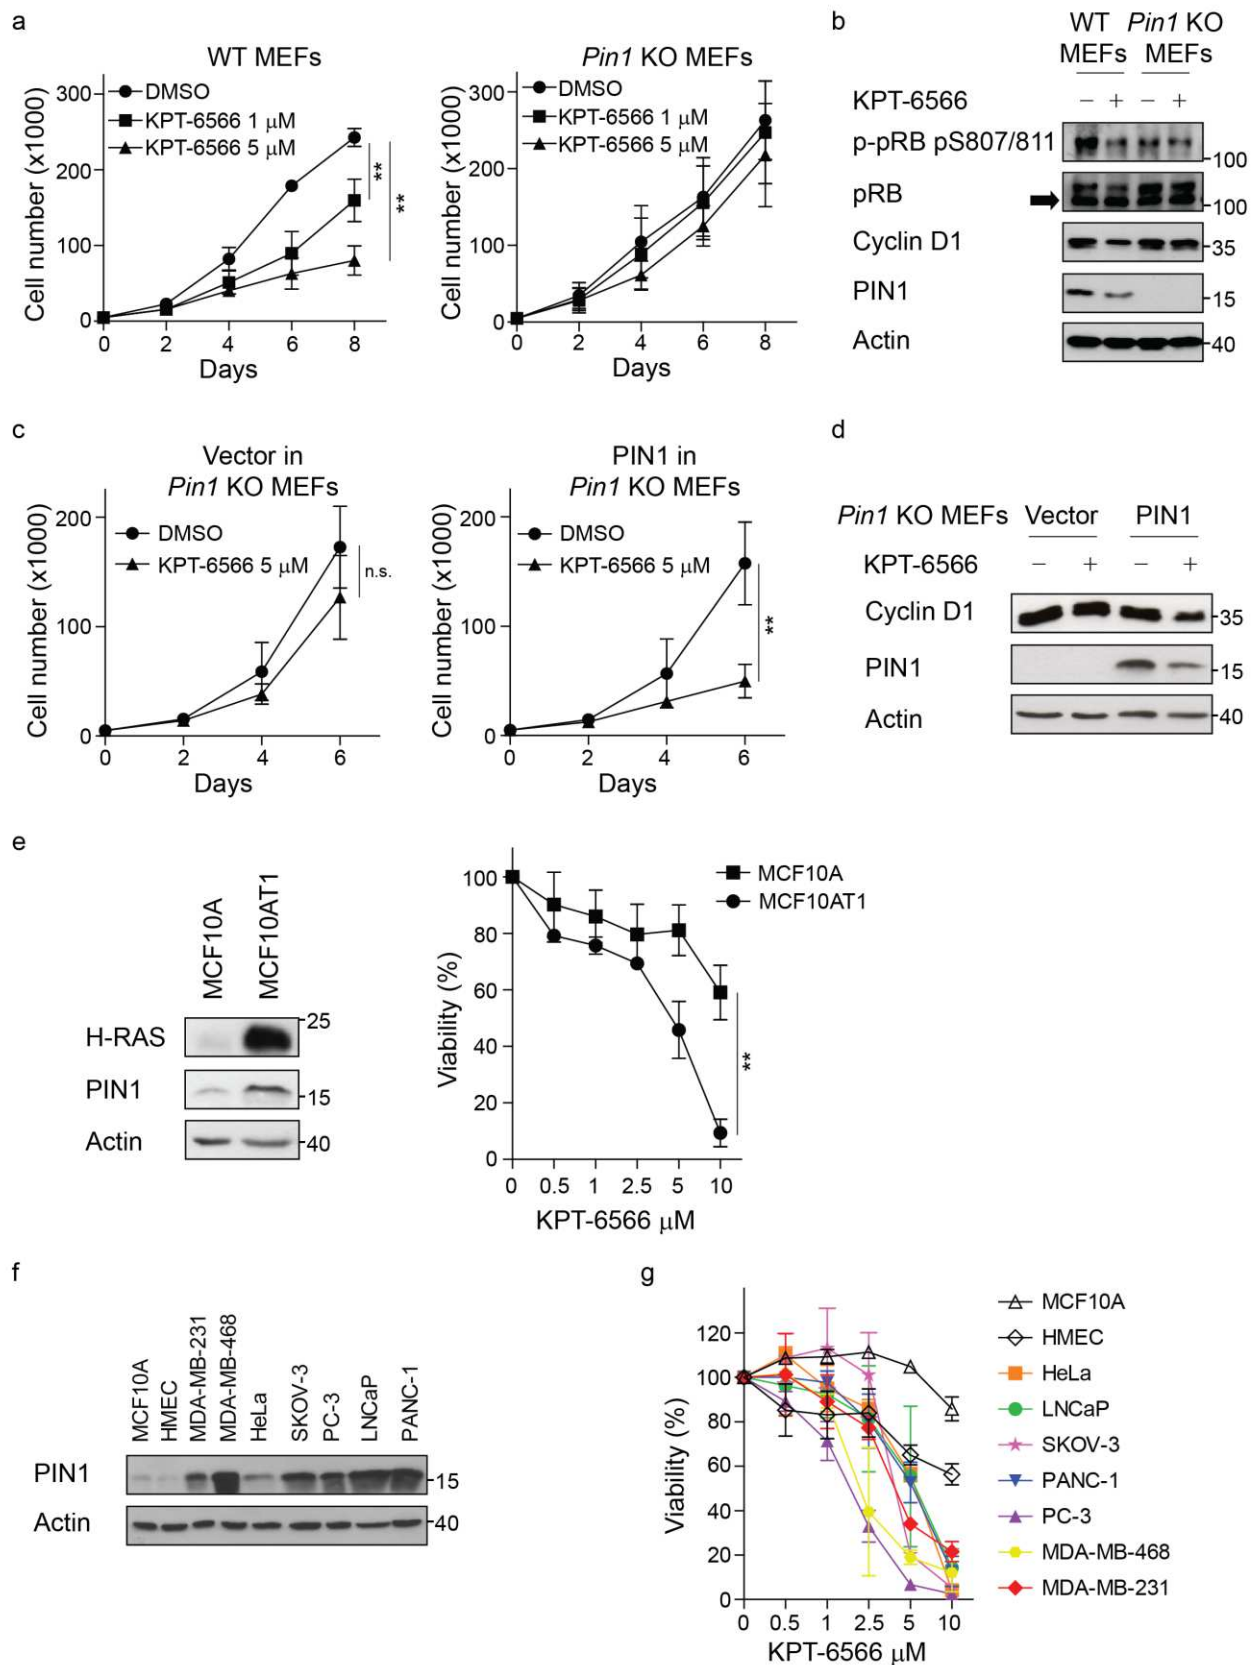 a
WT MEFs
DMSO
KPT-6566 1 μM
KPT-6566 5 μM
Cell number (x1000)
300
200
100
0
0 2 4 6 8
Days
**
**
Pin1 KO MEFs
DMSO
KPT-6566 1 μM
KPT-6566 5 μM
Cell number (x1000)
300
200
100
0
0 2 4 6 8
Days
b
WT Pin1 KO
MEFs MEFs
KPT-6566 – + – +
p-pRB pS807/811
100
pRB
100
Cyclin D1
35
PIN1
15
Actin
40
c
Vector in
Pin1 KO MEFs
DMSO
KPT-6566 5 μM
Cell number (x1000)
200
100
0
0 2 4 6
Days
n.s.
PIN1 in
Pin1 KO MEFs
DMSO
KPT-6566 5 μM
Cell number (x1000)
200
100
0
0 2 4 6
Days
**
d
Pin1 KO MEFs Vector PIN1
KPT-6566 – + – +
Cyclin D1
35
PIN1
15
Actin
40
e
MCF10A
MCF10AT1
H-RAS
25
PIN1
15
Actin
40
MCF10A
MCF10AT1
Viability (%)
100
80
60
40
20
0
0 0.5 1 2.5 5 10
KPT-6566 μM
**
f
MCF10A
HMEC
MDA-MB-231
MDA-MB-468
HeLa
SKOV-3
PC-3
LNCaP
PANC-1
PIN1
15
Actin
40
g
Viability (%)
120
100
80
60
40
20
0
0 0.5 1 2.5 5 10
KPT-6566 μM
MCF10A
HMEC
HeLa
LNCaP
SKOV-3
PANC-1
PC-3
MDA-MB-468
MDA-MB-231